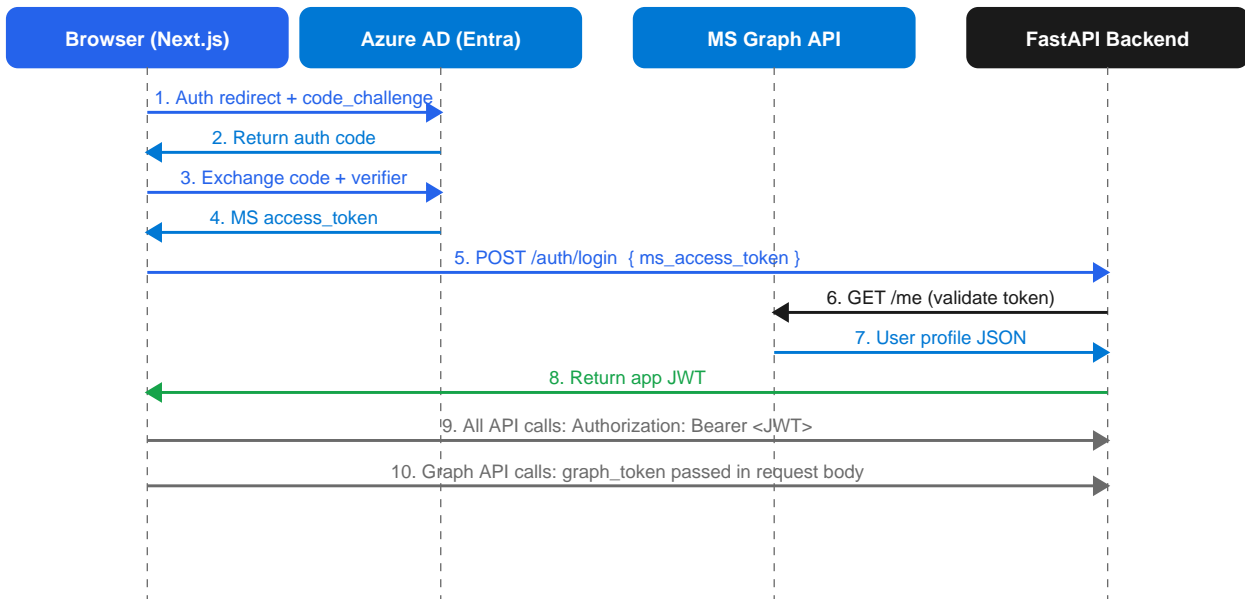 Browser (Next.js)
Azure AD (Entra)
MS Graph API
FastAPI Backend
1. Auth redirect + code_challenge
2. Return auth code
3. Exchange code + verifier
4. MS access_token
5. POST /auth/login  { ms_access_token }
6. GET /me (validate token)
7. User profile JSON
8. Return app JWT
9. All API calls: Authorization: Bearer <JWT>
10. Graph API calls: graph_token passed in request body